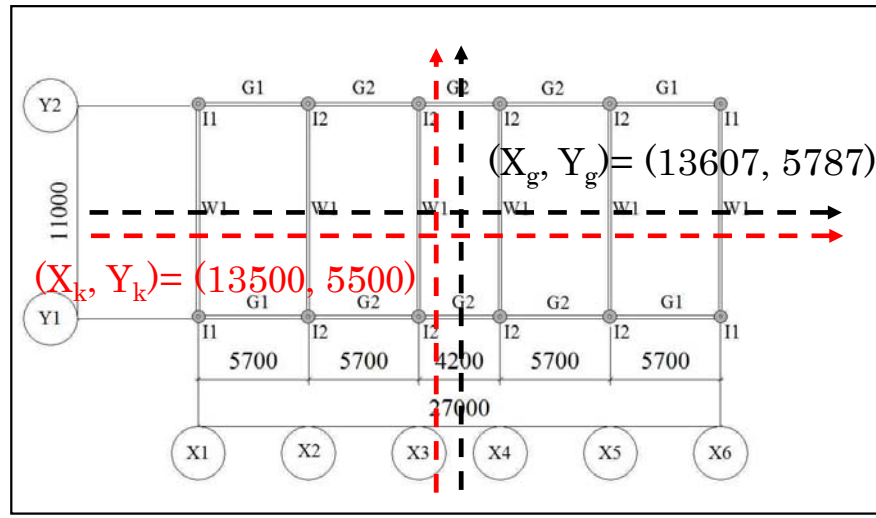 G1 G2 G2 G2 G1
Y2
I1 I2 I2 I2 I2 I1
(Xg, Yg)= (13607, 5787)
11000
W1 W1 W1 W1 W1 W1
(Xk, Yk)= (13500, 5500)
G1 G2 G2 G2 G1
Y1
I1 I2 I2 I2 I2 I1
5700 5700 4200 5700 5700
27000
X1 X2 X3 X4 X5 X6